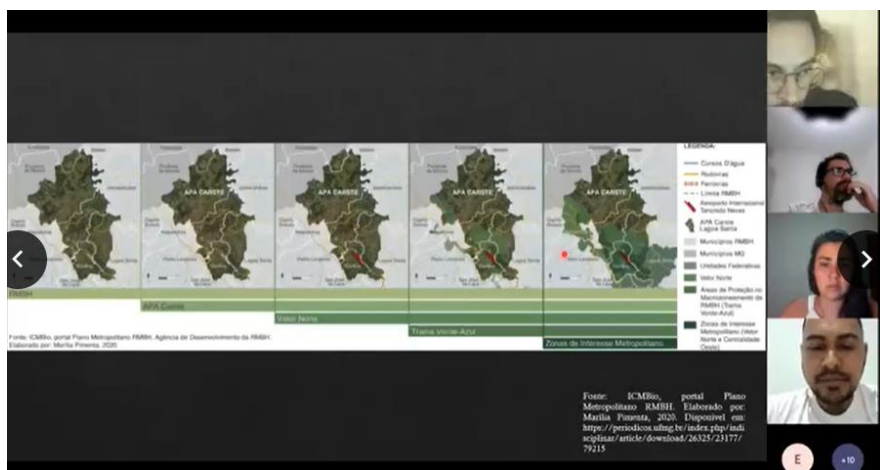 APA CARSTE
APA CARSTE
APA CARSTE
APA CARSTE
LEGENDA:
Cursos D'água
Rodovias
Ferrovias
Limite RMBH
Aeroporto Internacional
Tancredo Neves
APA Carste
Lagoa Santa
Municípios RMBH
Municípios MG
Unidades Federativas
Vetor Norte
Áreas de Proteção no
Macrozoneamento da
RMBH (Trama
Verde-Azul)
Zonas de Interesse
Metropolitano (Vetor
Norte e Centralidade
Oeste)
RMBH
APA Carste
Vetor Norte
Trama Verde-Azul
Zonas de Interesse Metropolitano
Fonte: ICMBio, portal Plano Metropolitano RMBH. Agência de Desenvolvimento da RMBH.
Elaborado por: Marília Pimenta, 2020.
Fonte: ICMBio, portal Plano
Metropolitano RMBH. Elaborado por:
Marília Pimenta, 2020. Disponível em:
https://periodicos.ufmg.br/index.php/indi
sciplinar/article/download/26325/23177/
79215
E
+10